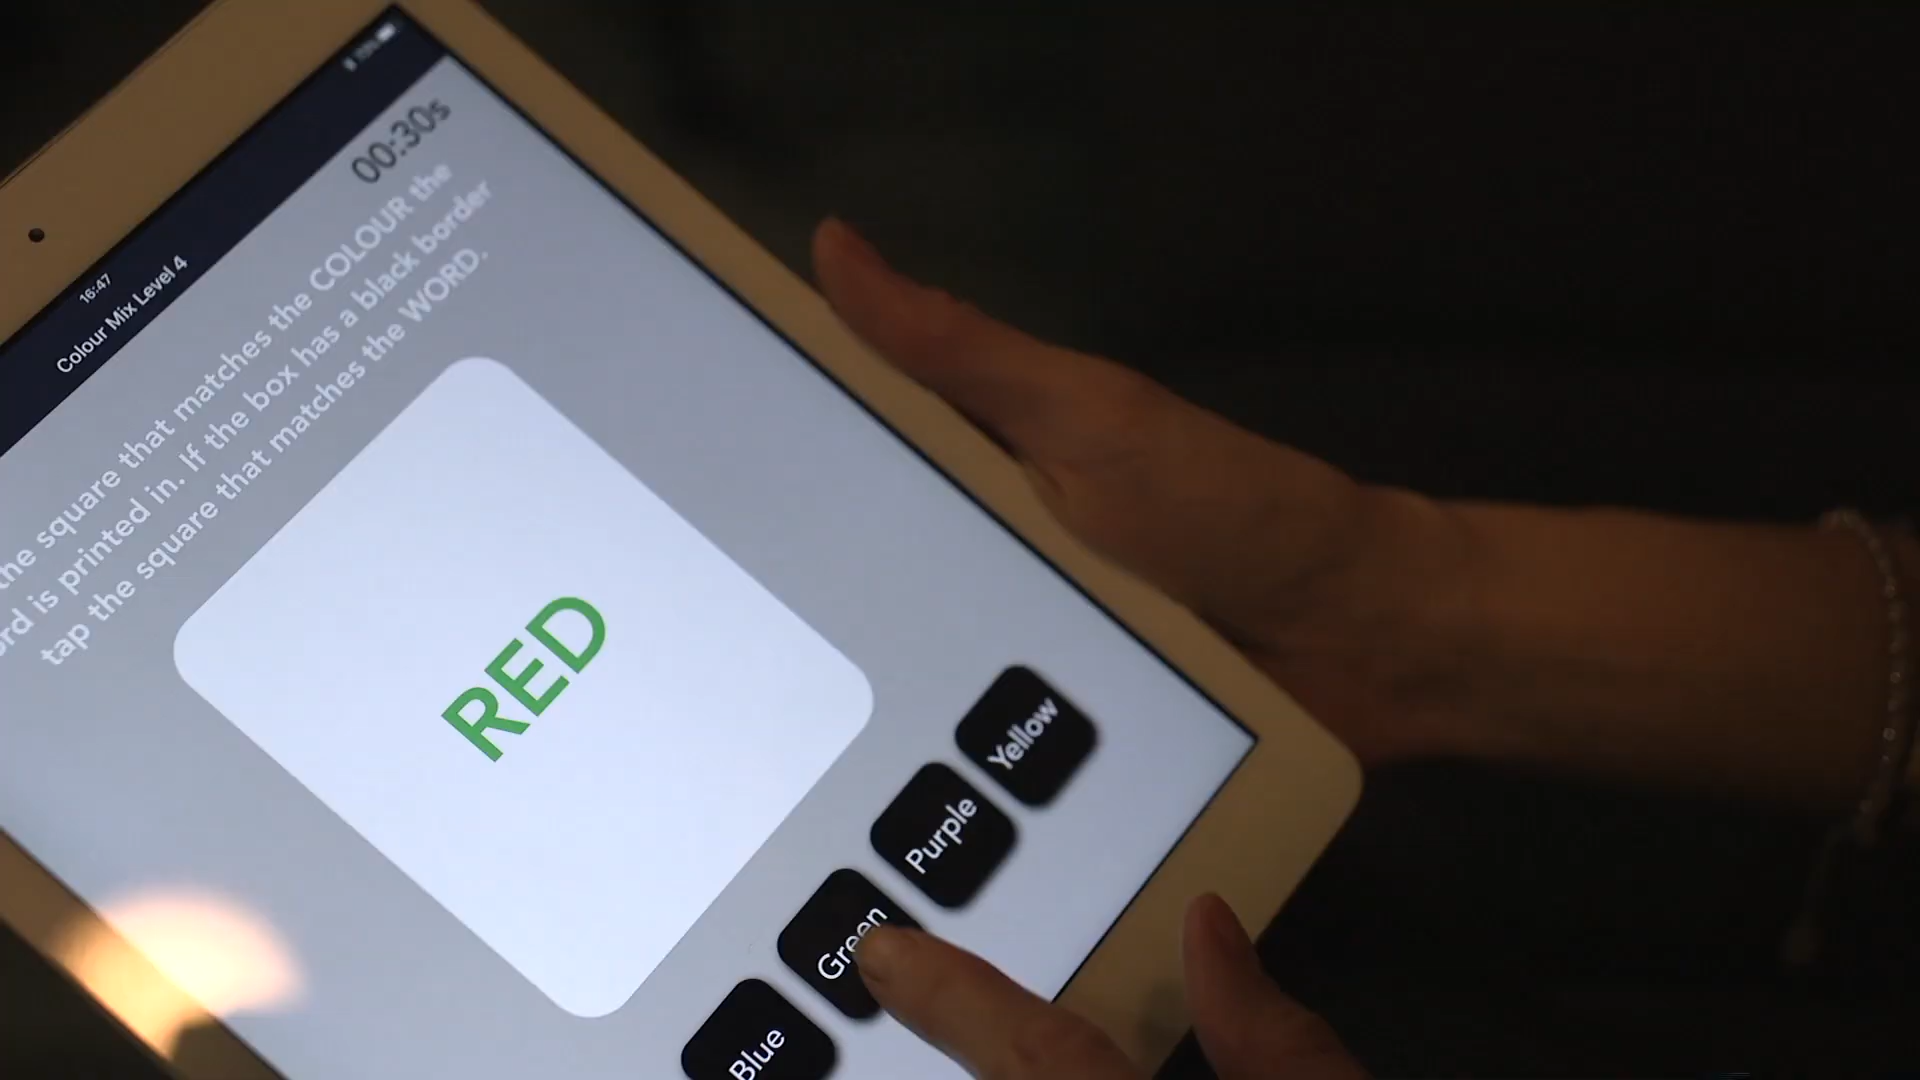 16:47
Colour Mix Level 4
00:30s
the square that matches the COLOUR the
is printed in. If the box has a black border
tap the square that matches the WORD.
RED
Blue
Green
Purple
Yellow